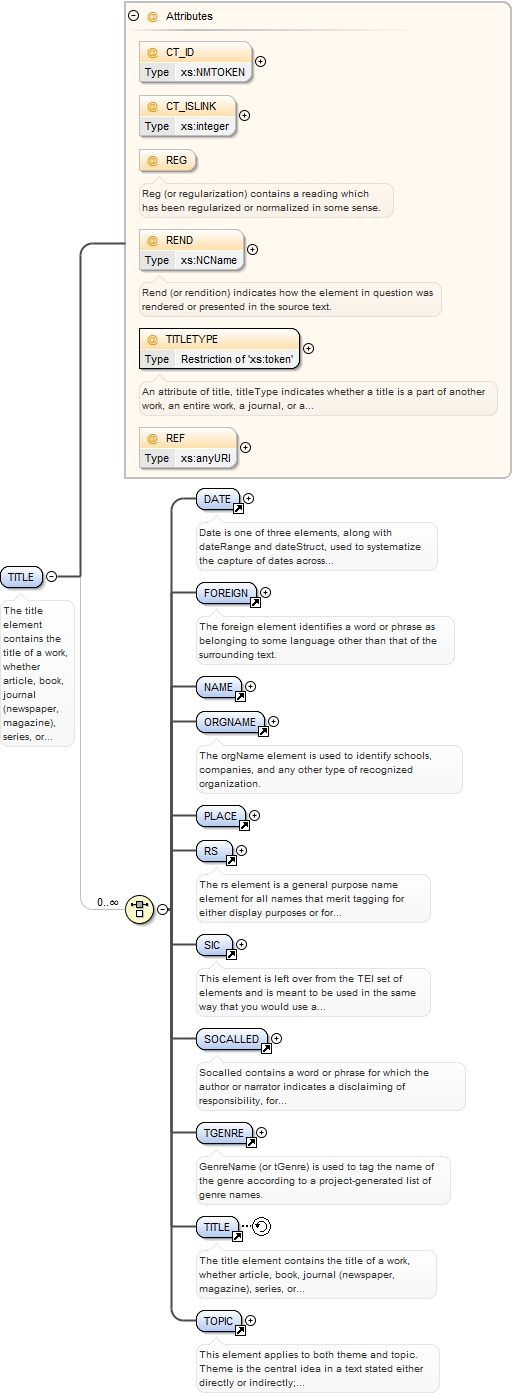 @ Attributes
@ CT_ID
Type xs:NMTOKEN
@ CT_ISLINK
Type xs:integer
@ REG
Reg (or regularization) contains a reading which
has been regularized or normalized in some sense.
@ REND
Type xs:NCName
Rend (or rendition) indicates how the element in question was
rendered or presented in the source text.
@ TITLETYPE
Type Restriction of 'xs:token'
An attribute of title, titleType indicates whether a title is a part of another
work, an entire work, a journal, or a...
@ REF
Type xs:anyURI
TITLE
The title
element
contains the
title of a work,
whether
article, book,
journal
(newspaper,
magazine),
series, or...
0..∞
DATE
Date is one of three elements, along with
dateRange and dateStruct, used to systematize
the capture of dates across...
FOREIGN
The foreign element identifies a word or phrase as
belonging to some language other than that of the
surrounding text.
NAME
ORGNAME
The orgName element is used to identify schools,
companies, and any other type of recognized
organization.
PLACE
RS
The rs element is a general purpose name
element for all names that merit tagging for
either display purposes or for...
SIC
This element is left over from the TEI set of
elements and is meant to be used in the same
way that you would use a...
SOCALLED
Socalled contains a word or phrase for which the
author or narrator indicates a disclaiming of
responsibility, for...
TGENRE
GenreName (or tGenre) is used to tag the name of
the genre according to a project-generated list of
genre names.
TITLE
The title element contains the title of a work,
whether article, book, journal (newspaper,
magazine), series, or...
TOPIC
This element applies to both theme and topic.
Theme is the central idea in a text stated either
directly or indirectly;...